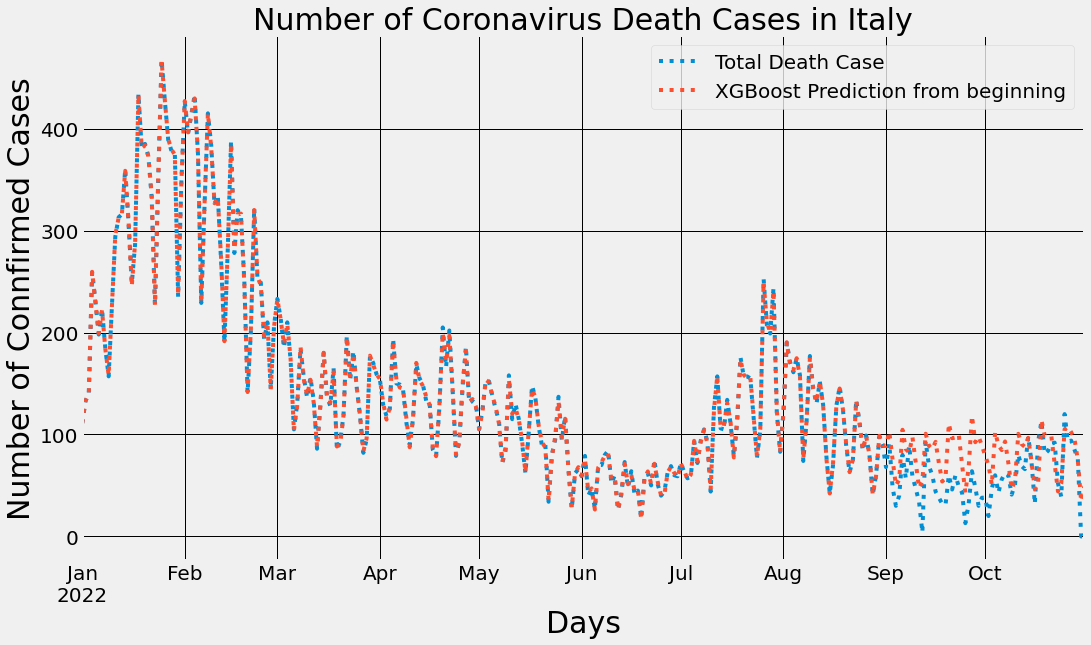 Number of Coronavirus Death Cases in Italy
Total Death Case
XGBoost Prediction from beginning
Number of Connfirmed Cases
400
300
200
100
0
Jan Feb Mar Apr May Jun Jul Aug Sep Oct
2022
Days